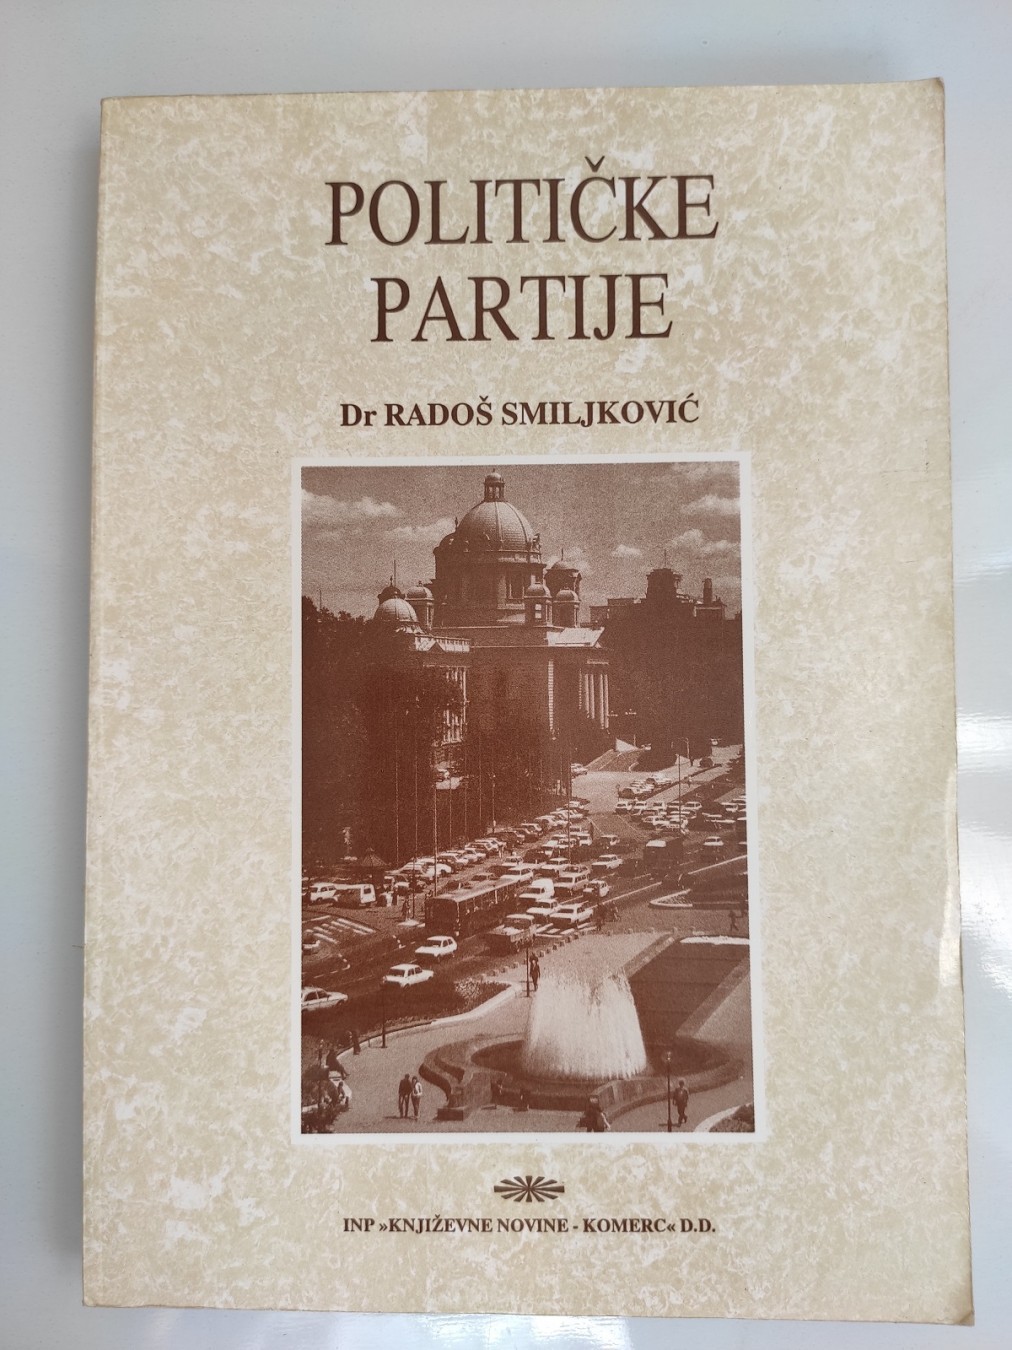 POLITIČKE
PARTIJE
Dr RADOŠ SMILJKOVIĆ
INP »KNJIŽEVNE NOVINE - KOMERC« D.D.